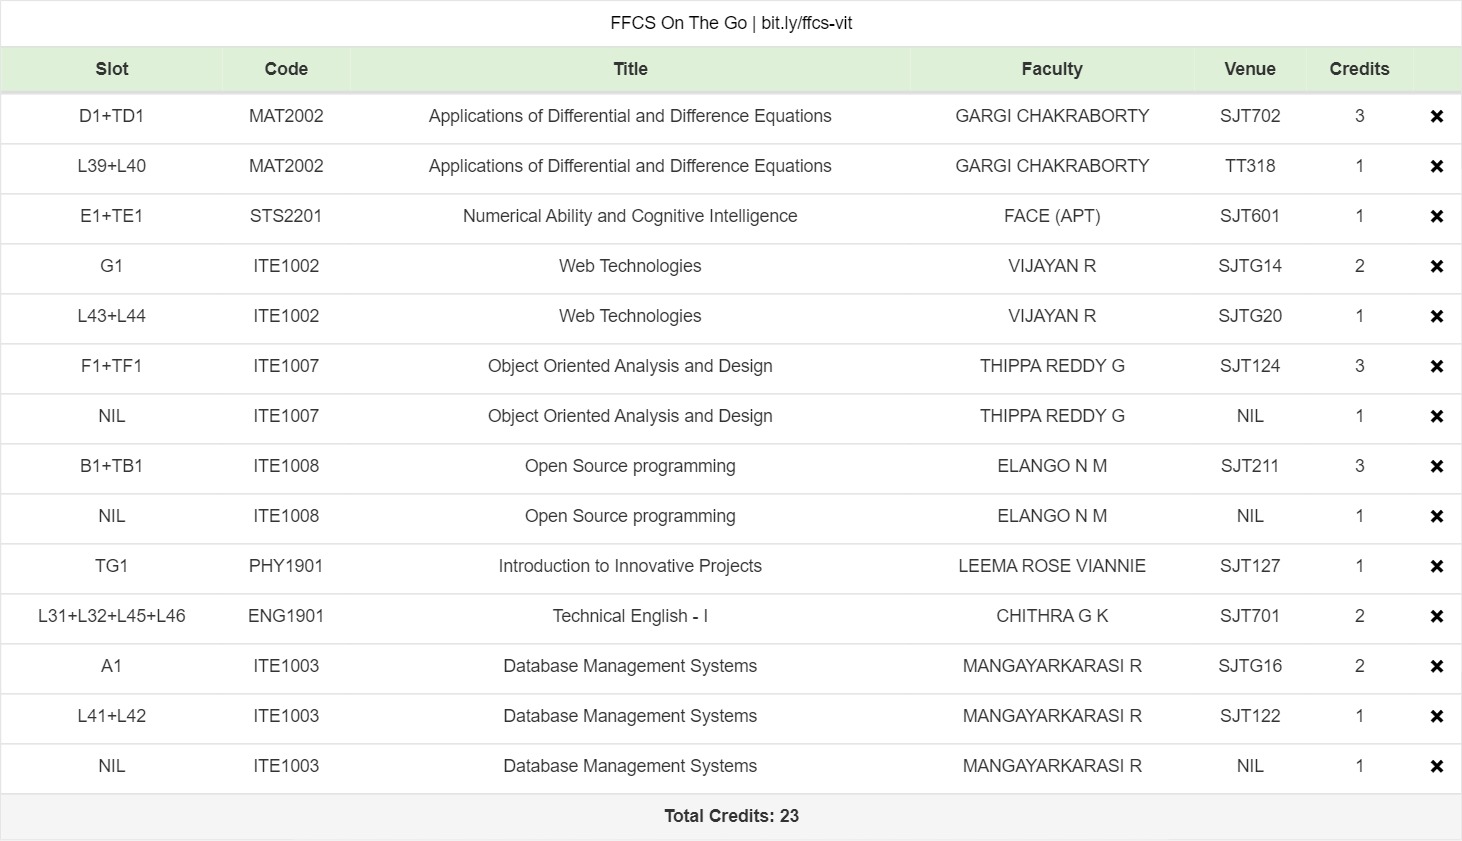 FFCS On The Go | bit.ly/ffcs-vit
Slot Code Title Faculty Venue Credits
D1+TD1 MAT2002 Applications of Differential and Difference Equations GARGI CHAKRABORTY SJT702 3 ✖
L39+L40 MAT2002 Applications of Differential and Difference Equations GARGI CHAKRABORTY TT318 1 ✖
E1+TE1 STS2201 Numerical Ability and Cognitive Intelligence FACE (APT) SJT601 1 ✖
G1 ITE1002 Web Technologies VIJAYAN R SJTG14 2 ✖
L43+L44 ITE1002 Web Technologies VIJAYAN R SJTG20 1 ✖
F1+TF1 ITE1007 Object Oriented Analysis and Design THIPPA REDDY G SJT124 3 ✖
NIL ITE1007 Object Oriented Analysis and Design THIPPA REDDY G NIL 1 ✖
B1+TB1 ITE1008 Open Source programming ELANGO N M SJT211 3 ✖
NIL ITE1008 Open Source programming ELANGO N M NIL 1 ✖
TG1 PHY1901 Introduction to Innovative Projects LEEMA ROSE VIANNIE SJT127 1 ✖
L31+L32+L45+L46 ENG1901 Technical English - I CHITHRA G K SJT701 2 ✖
A1 ITE1003 Database Management Systems MANGAYARKARASI R SJTG16 2 ✖
L41+L42 ITE1003 Database Management Systems MANGAYARKARASI R SJT122 1 ✖
NIL ITE1003 Database Management Systems MANGAYARKARASI R NIL 1 ✖
Total Credits: 23